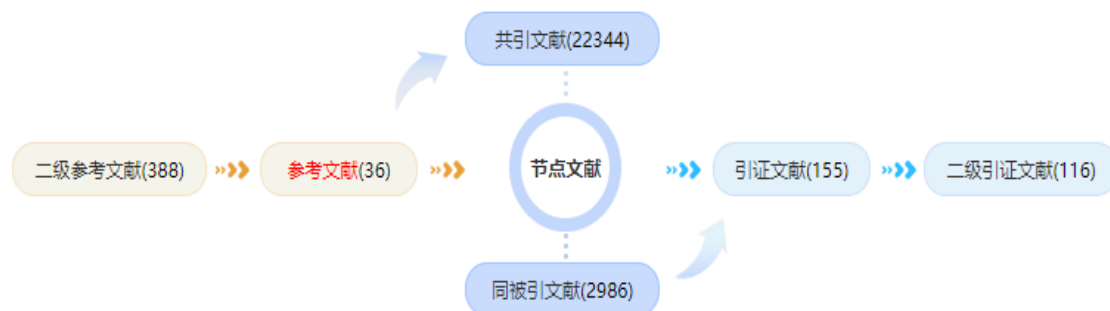 共引文献(22344)
二级参考文献(388)
参考文献(36)
节点文献
引证文献(155)
二级引证文献(116)
同被引文献(2986)